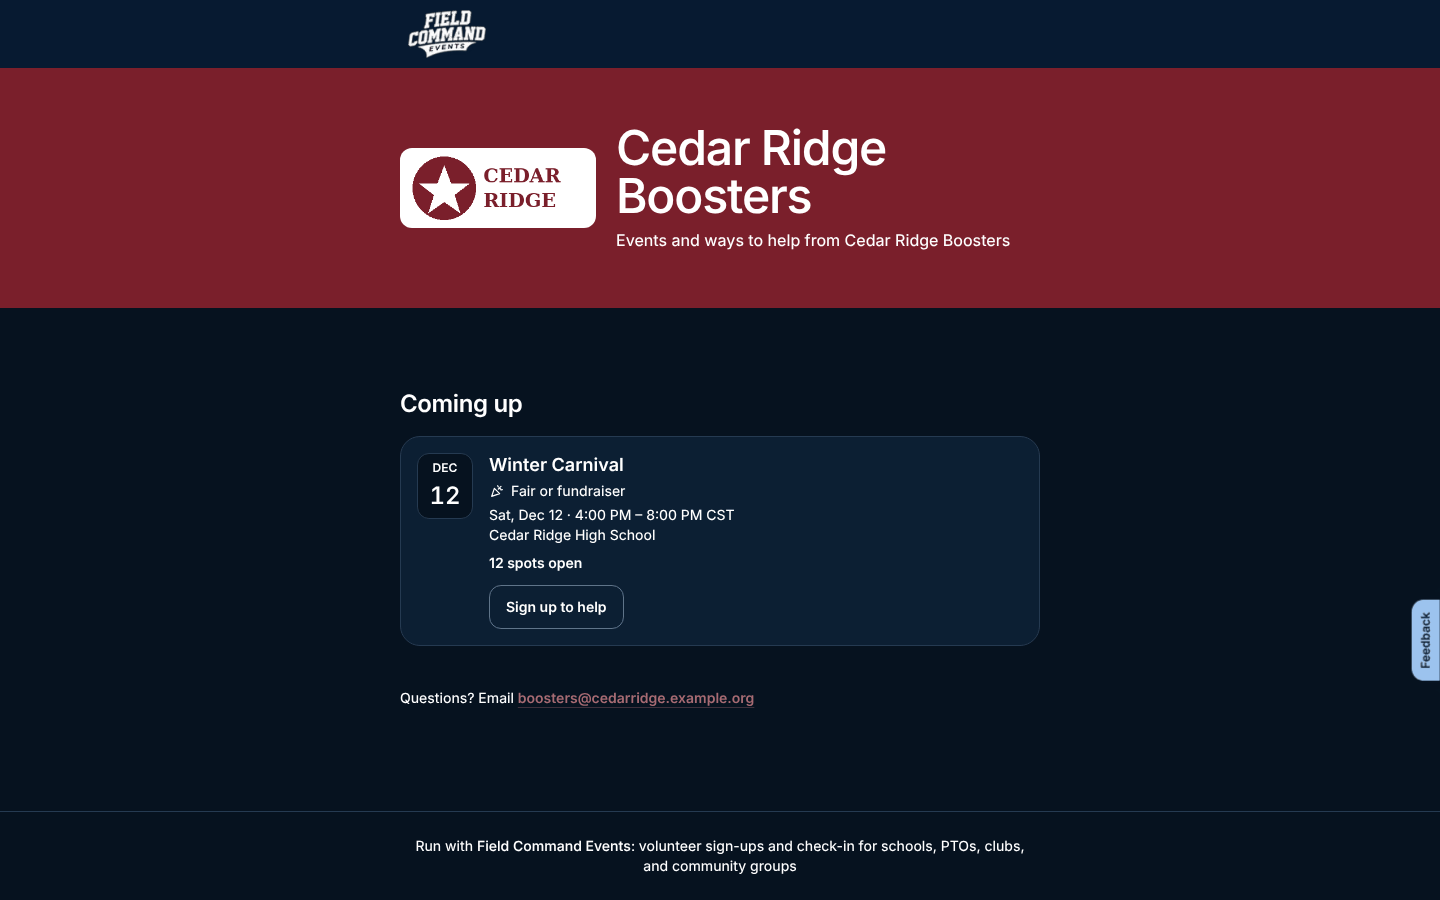 FIELD
COMMAND
EVENTS
CEDAR
RIDGE
Cedar Ridge
Boosters
Events and ways to help from Cedar Ridge Boosters
Coming up
DEC
12
Winter Carnival
Fair or fundraiser
Sat, Dec 12 · 4:00 PM – 8:00 PM CST
Cedar Ridge High School
12 spots open
Sign up to help
Feedback
Questions? Email boosters@cedarridge.example.org
Run with Field Command Events: volunteer sign-ups and check-in for schools, PTOs, clubs,
and community groups